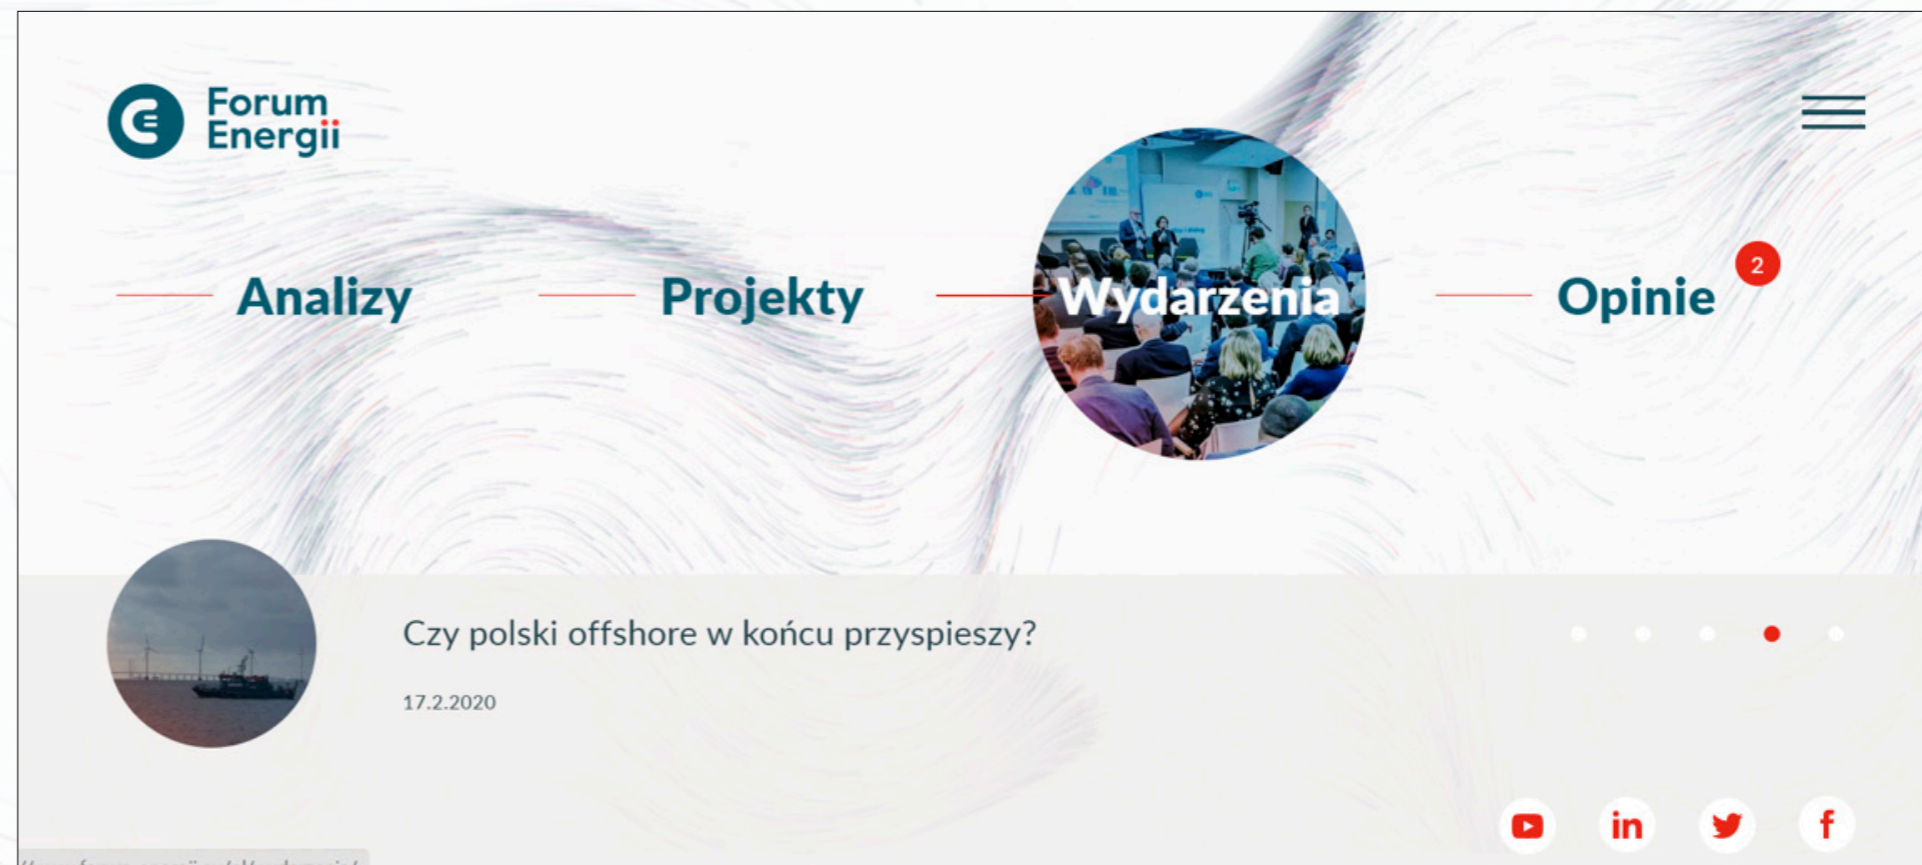 Forum
Energii
Analizy
Projekty
Wydarzenia
Opinie
2
Czy polski offshore w końcu przyspieszy?
17.2.2020
in
f